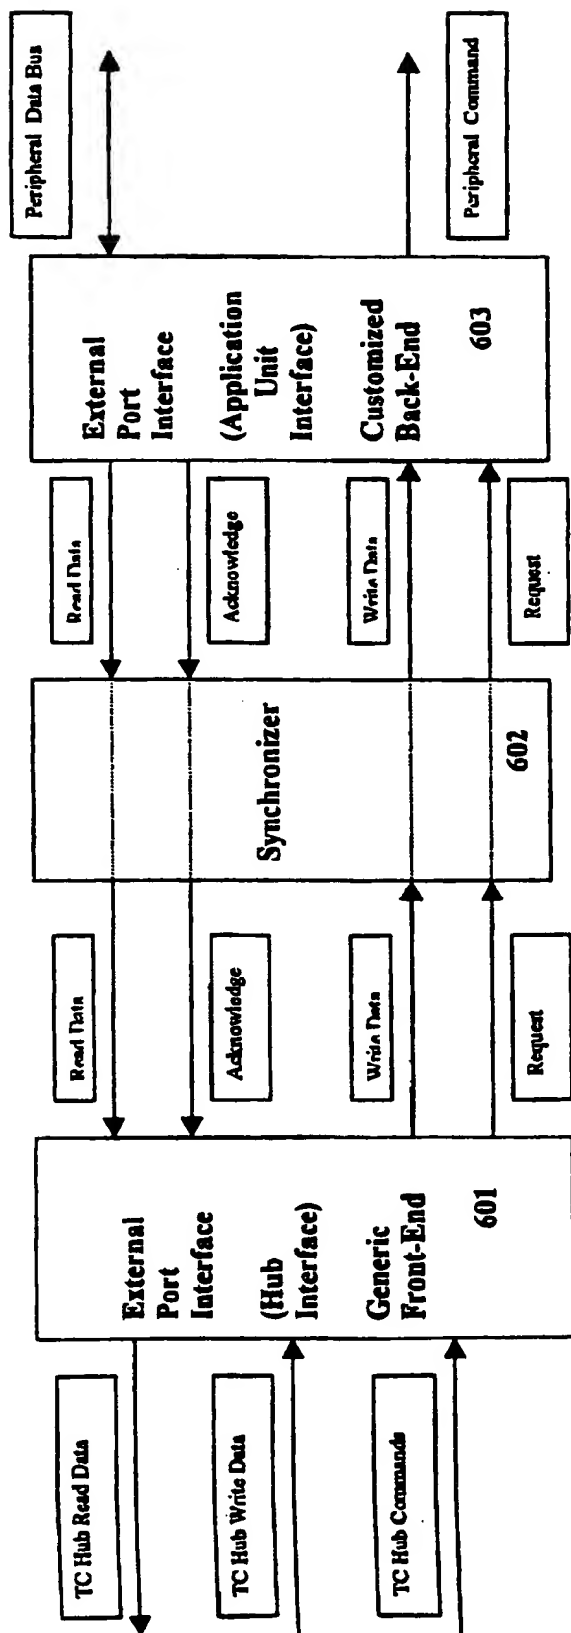 TC Hub Read Data
TC Hub Write Data
TC Hub Commands
External
Port
Interface
(Hub
Interface)
Generic
Front-End
601
Read Data
Acknowledge
Write Data
Request
Synchronizer
602
Read Data
Acknowledge
Write Data
Request
External
Port
Interface
(Application
Unit
Interface)
Customized
Back-End
603
Peripheral Data Bus
Peripheral Command